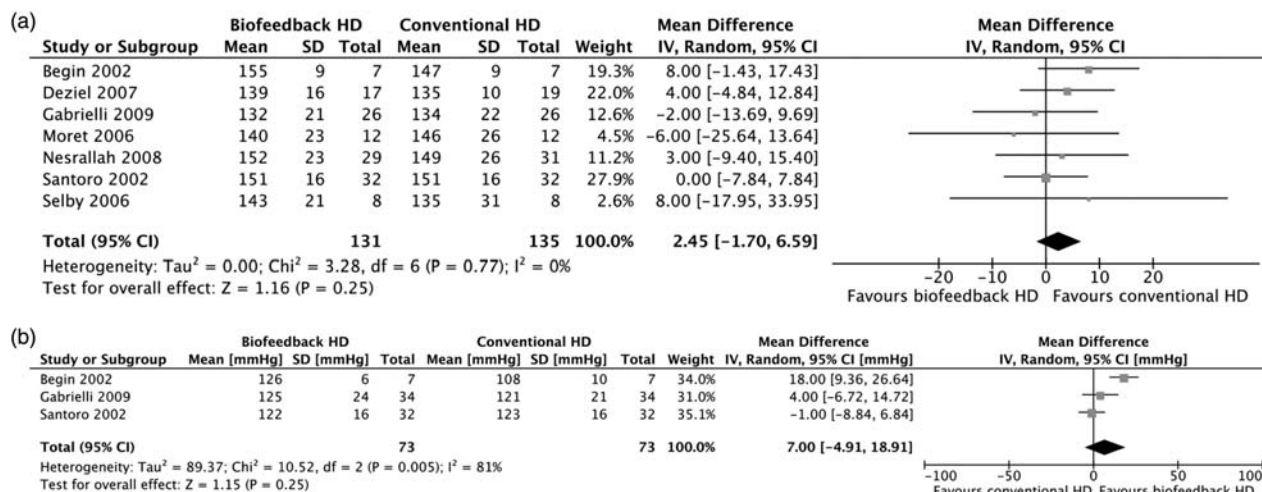 (a)
Biofeedback HD Conventional HD Mean Difference Mean Difference
Study or Subgroup Mean SD Total Mean SD Total Weight IV, Random, 95% CI IV, Random, 95% CI
Begin 2002 155 9 7 147 9 7 19.3% 8.00 [−1.43, 17.43]
Deziel 2007 139 16 17 135 10 19 22.0% 4.00 [−4.84, 12.84]
Gabrielli 2009 132 21 26 134 22 26 12.6% −2.00 [−13.69, 9.69]
Moret 2006 140 23 12 146 26 12 4.5% −6.00 [−25.64, 13.64]
Nesrallah 2008 152 23 29 149 26 31 11.2% 3.00 [−9.40, 15.40]
Santoro 2002 151 16 32 151 16 32 27.9% 0.00 [−7.84, 7.84]
Selby 2006 143 21 8 135 31 8 2.6% 8.00 [−17.95, 33.95]
Total (95% CI) 131 135 100.0% 2.45 [−1.70, 6.59]
Heterogeneity: Tau² = 0.00; Chi² = 3.28, df = 6 (P = 0.77); I² = 0%
Test for overall effect: Z = 1.16 (P = 0.25)
−20 −10 0 10 20
Favours biofeedback HD Favours conventional HD
(b)
Biofeedback HD Conventional HD Mean Difference Mean Difference
Study or Subgroup Mean [mmHg] SD [mmHg] Total Mean [mmHg] SD [mmHg] Total Weight IV, Random, 95% CI [mmHg] IV, Random, 95% CI [mmHg]
Begin 2002 126 6 7 108 10 7 34.0% 18.00 [9.36, 26.64]
Gabrielli 2009 125 24 34 121 21 34 31.0% 4.00 [−6.72, 14.72]
Santoro 2002 122 16 32 123 16 32 35.1% −1.00 [−8.84, 6.84]
Total (95% CI) 73 73 100.0% 7.00 [−4.91, 18.91]
Heterogeneity: Tau² = 89.37; Chi² = 10.52, df = 2 (P = 0.005); I² = 81%
Test for overall effect: Z = 1.15 (P = 0.25)
−100 −50 0 50 100
Favours conventional HD Favours biofeedback HD